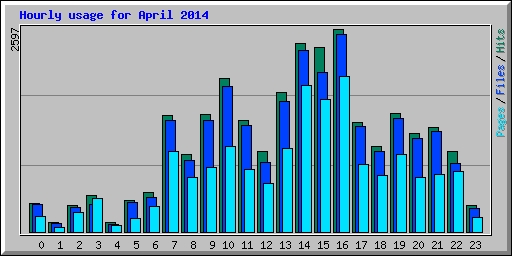 Hourly usage for April 2014
2597
Pages / Files / Hits
0 1 2 3 4 5 6 7 8 9 10 11 12 13 14 15 16 17 18 19 20 21 22 23